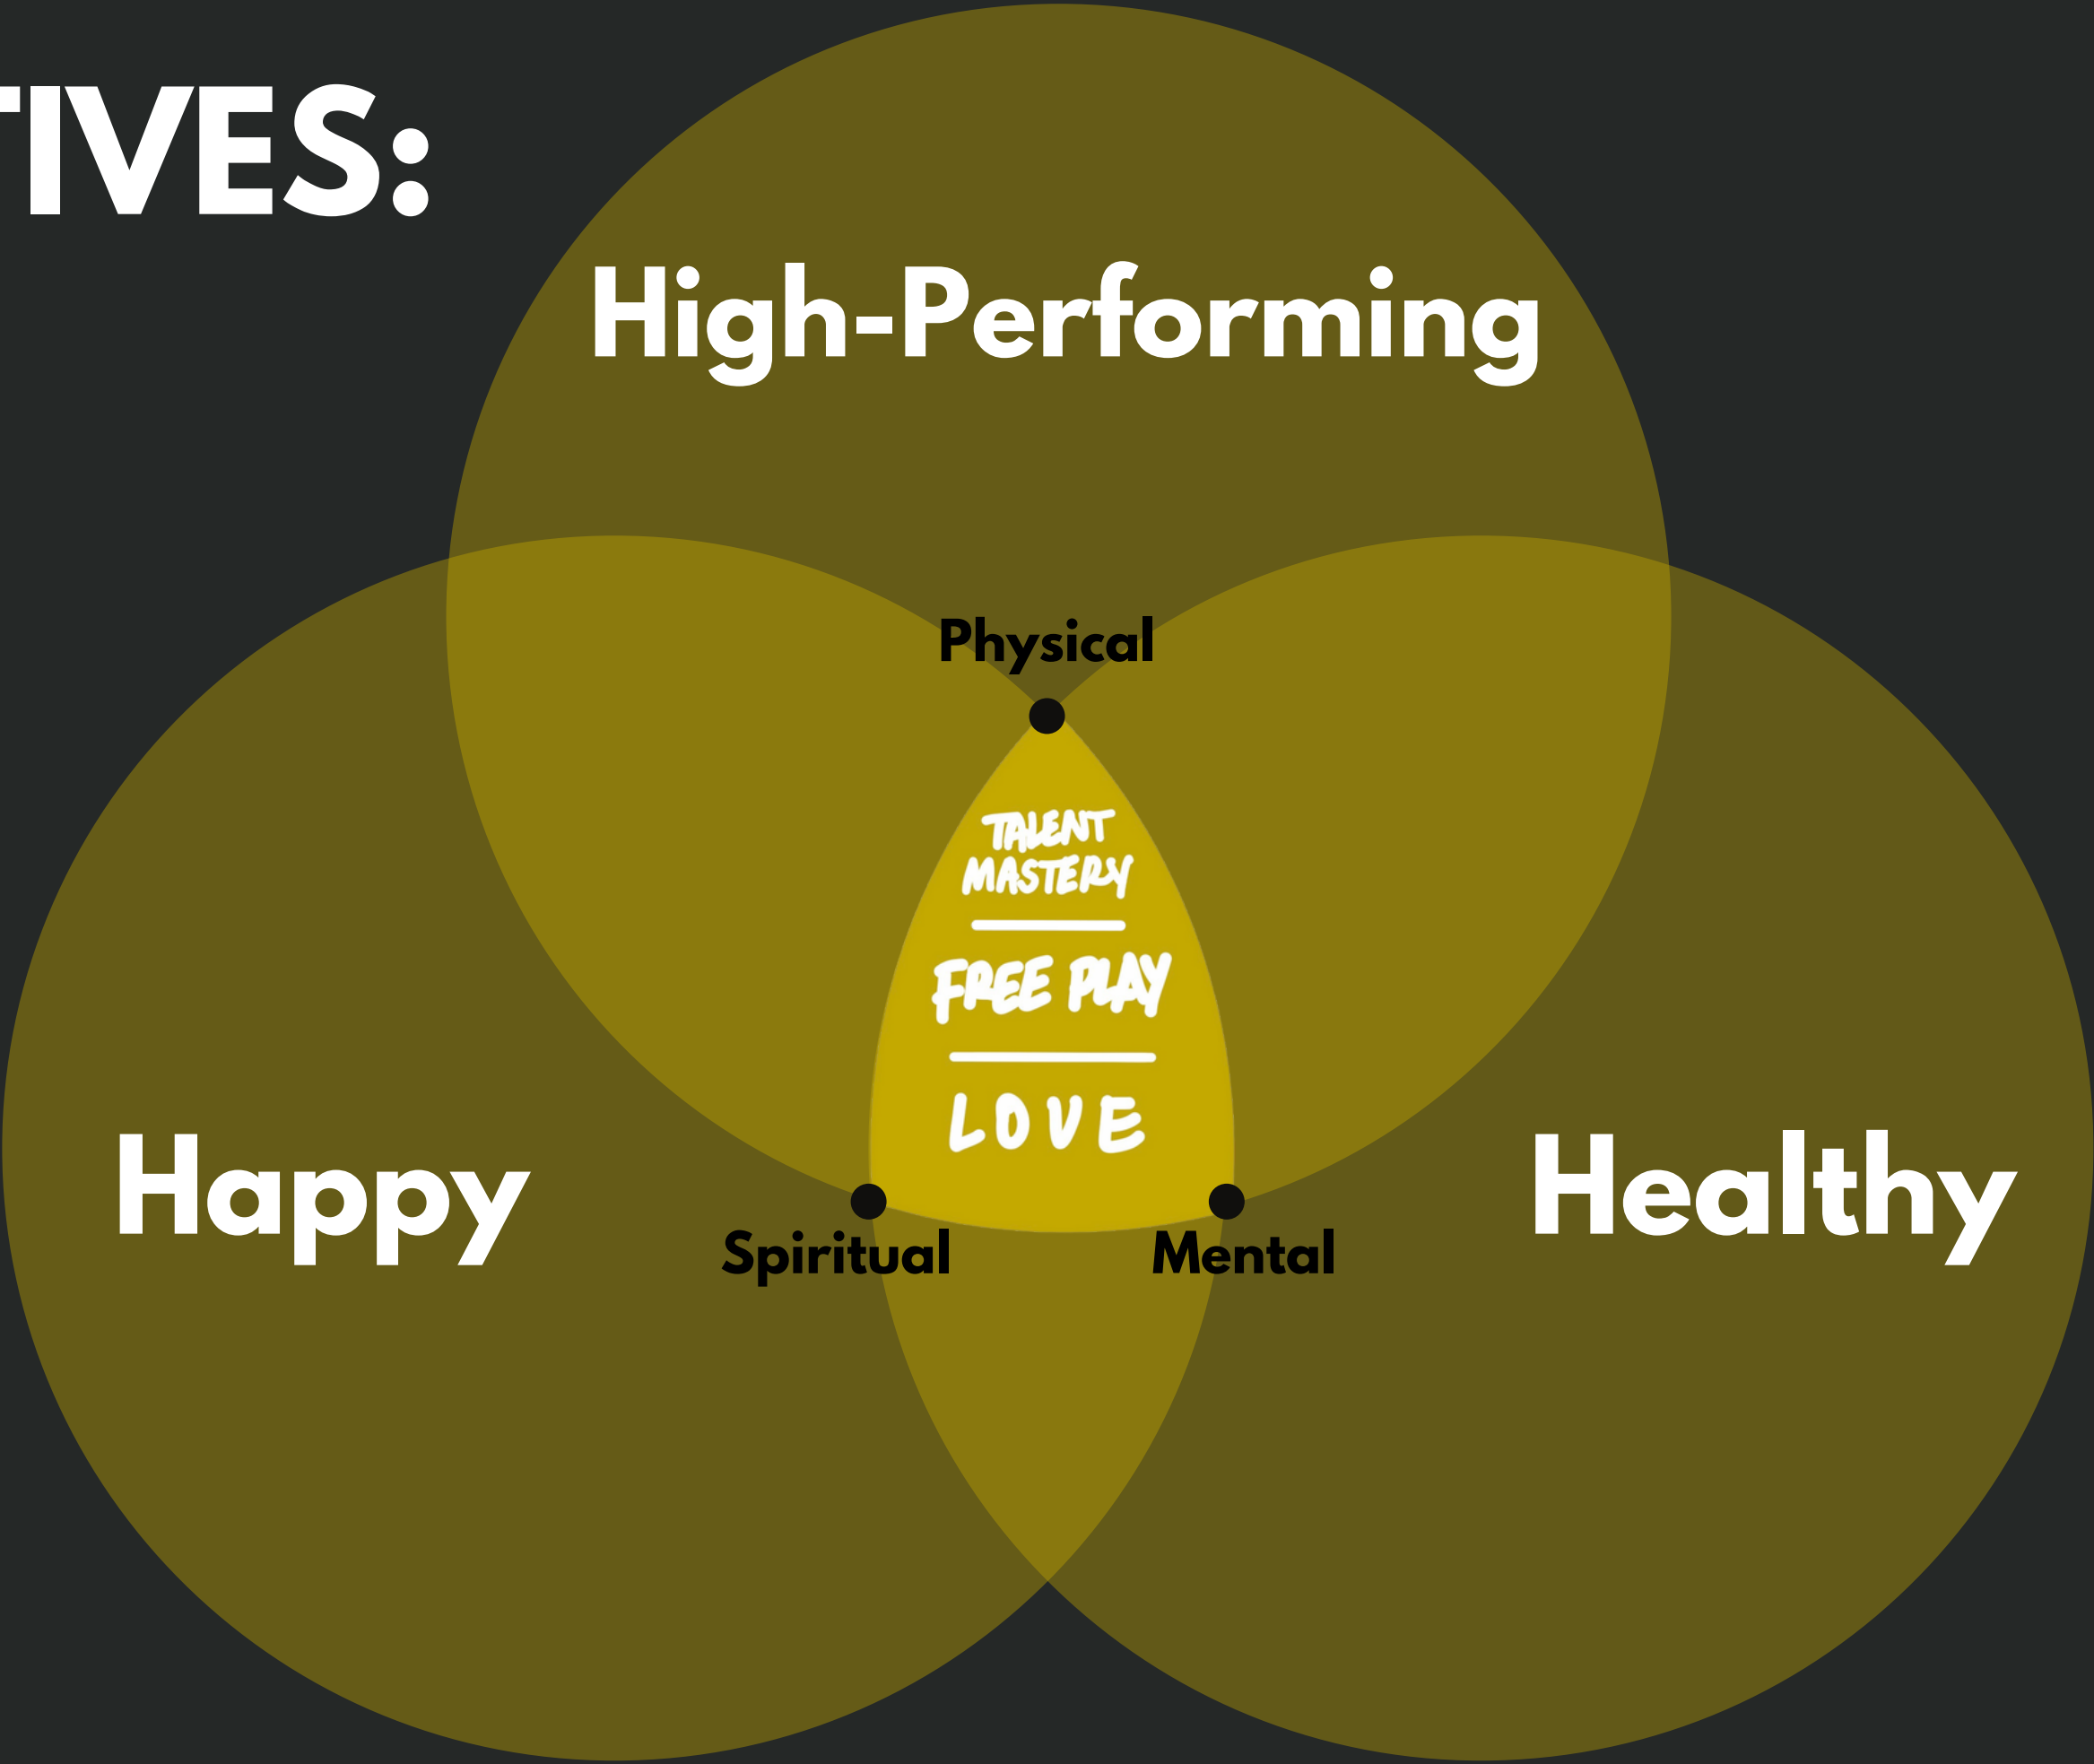 TIVES:
High-Performing
Physical
TALENT
MASTERY
FREE PLAY
LOVE
Happy
Healthy
Spiritual
Mental